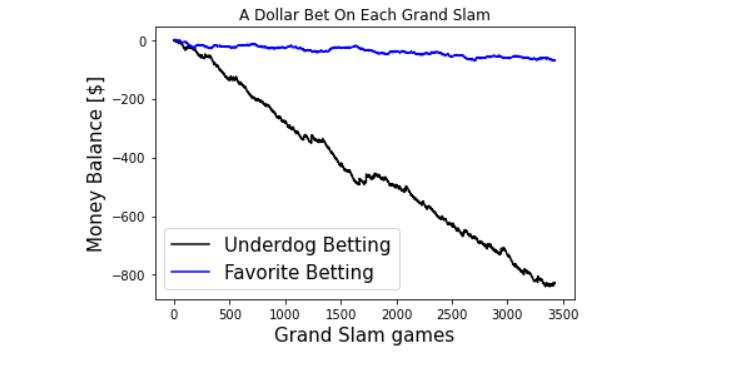 A Dollar Bet On Each Grand Slam
Money Balance [$]
0
−200
−400
−600
−800
Underdog Betting
Favorite Betting
0 500 1000 1500 2000 2500 3000 3500
Grand Slam games